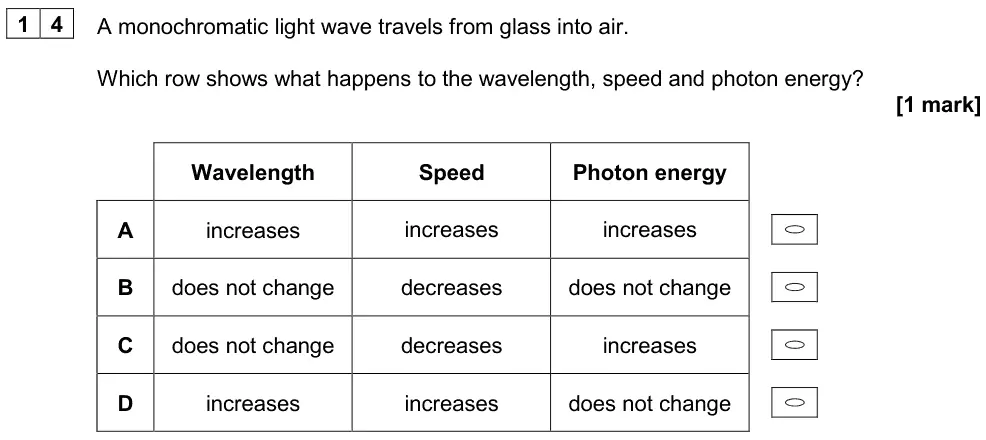 1 4 A monochromatic light wave travels from glass into air.
Which row shows what happens to the wavelength, speed and photon energy?
[1 mark]
Wavelength Speed Photon energy
A increases increases increases
B does not change decreases does not change
C does not change decreases increases
D increases increases does not change